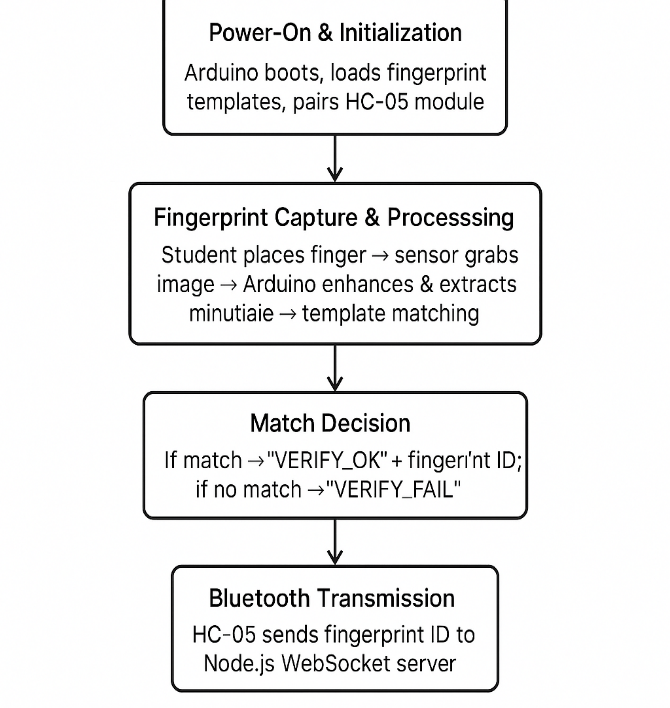 Power-On & Initialization
Arduino boots, loads fingerprint
templates, pairs HC-05 module
Fingerprint Capture & Processsing
Student places finger → sensor grabs
image → Arduino enhances & extracts
minutiaie → template matching
Match Decision
If match → "VERIFY_OK" + ID;
if no match → "VERIFY_FAIL"
Bluetooth Transmission
HC-05 sends fingerprint ID to
Node.js WebSocket server